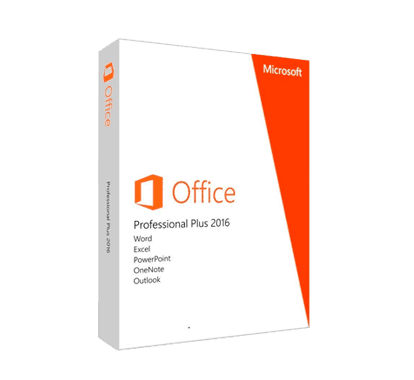 Microsoft
Office
Office
Professional Plus 2016
Professional Plus 2016
Word
Excel
PowerPoint
OneNote
Outlook